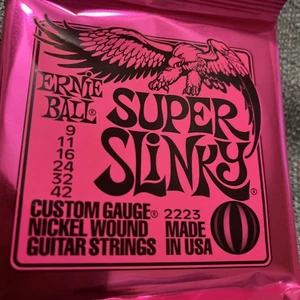 ERNIE
BALL®
SUPER
SLINKY
9
11
16
24
32
42
CUSTOM GAUGE® 2223
NICKEL WOUND MADE
GUITAR STRINGS IN USA